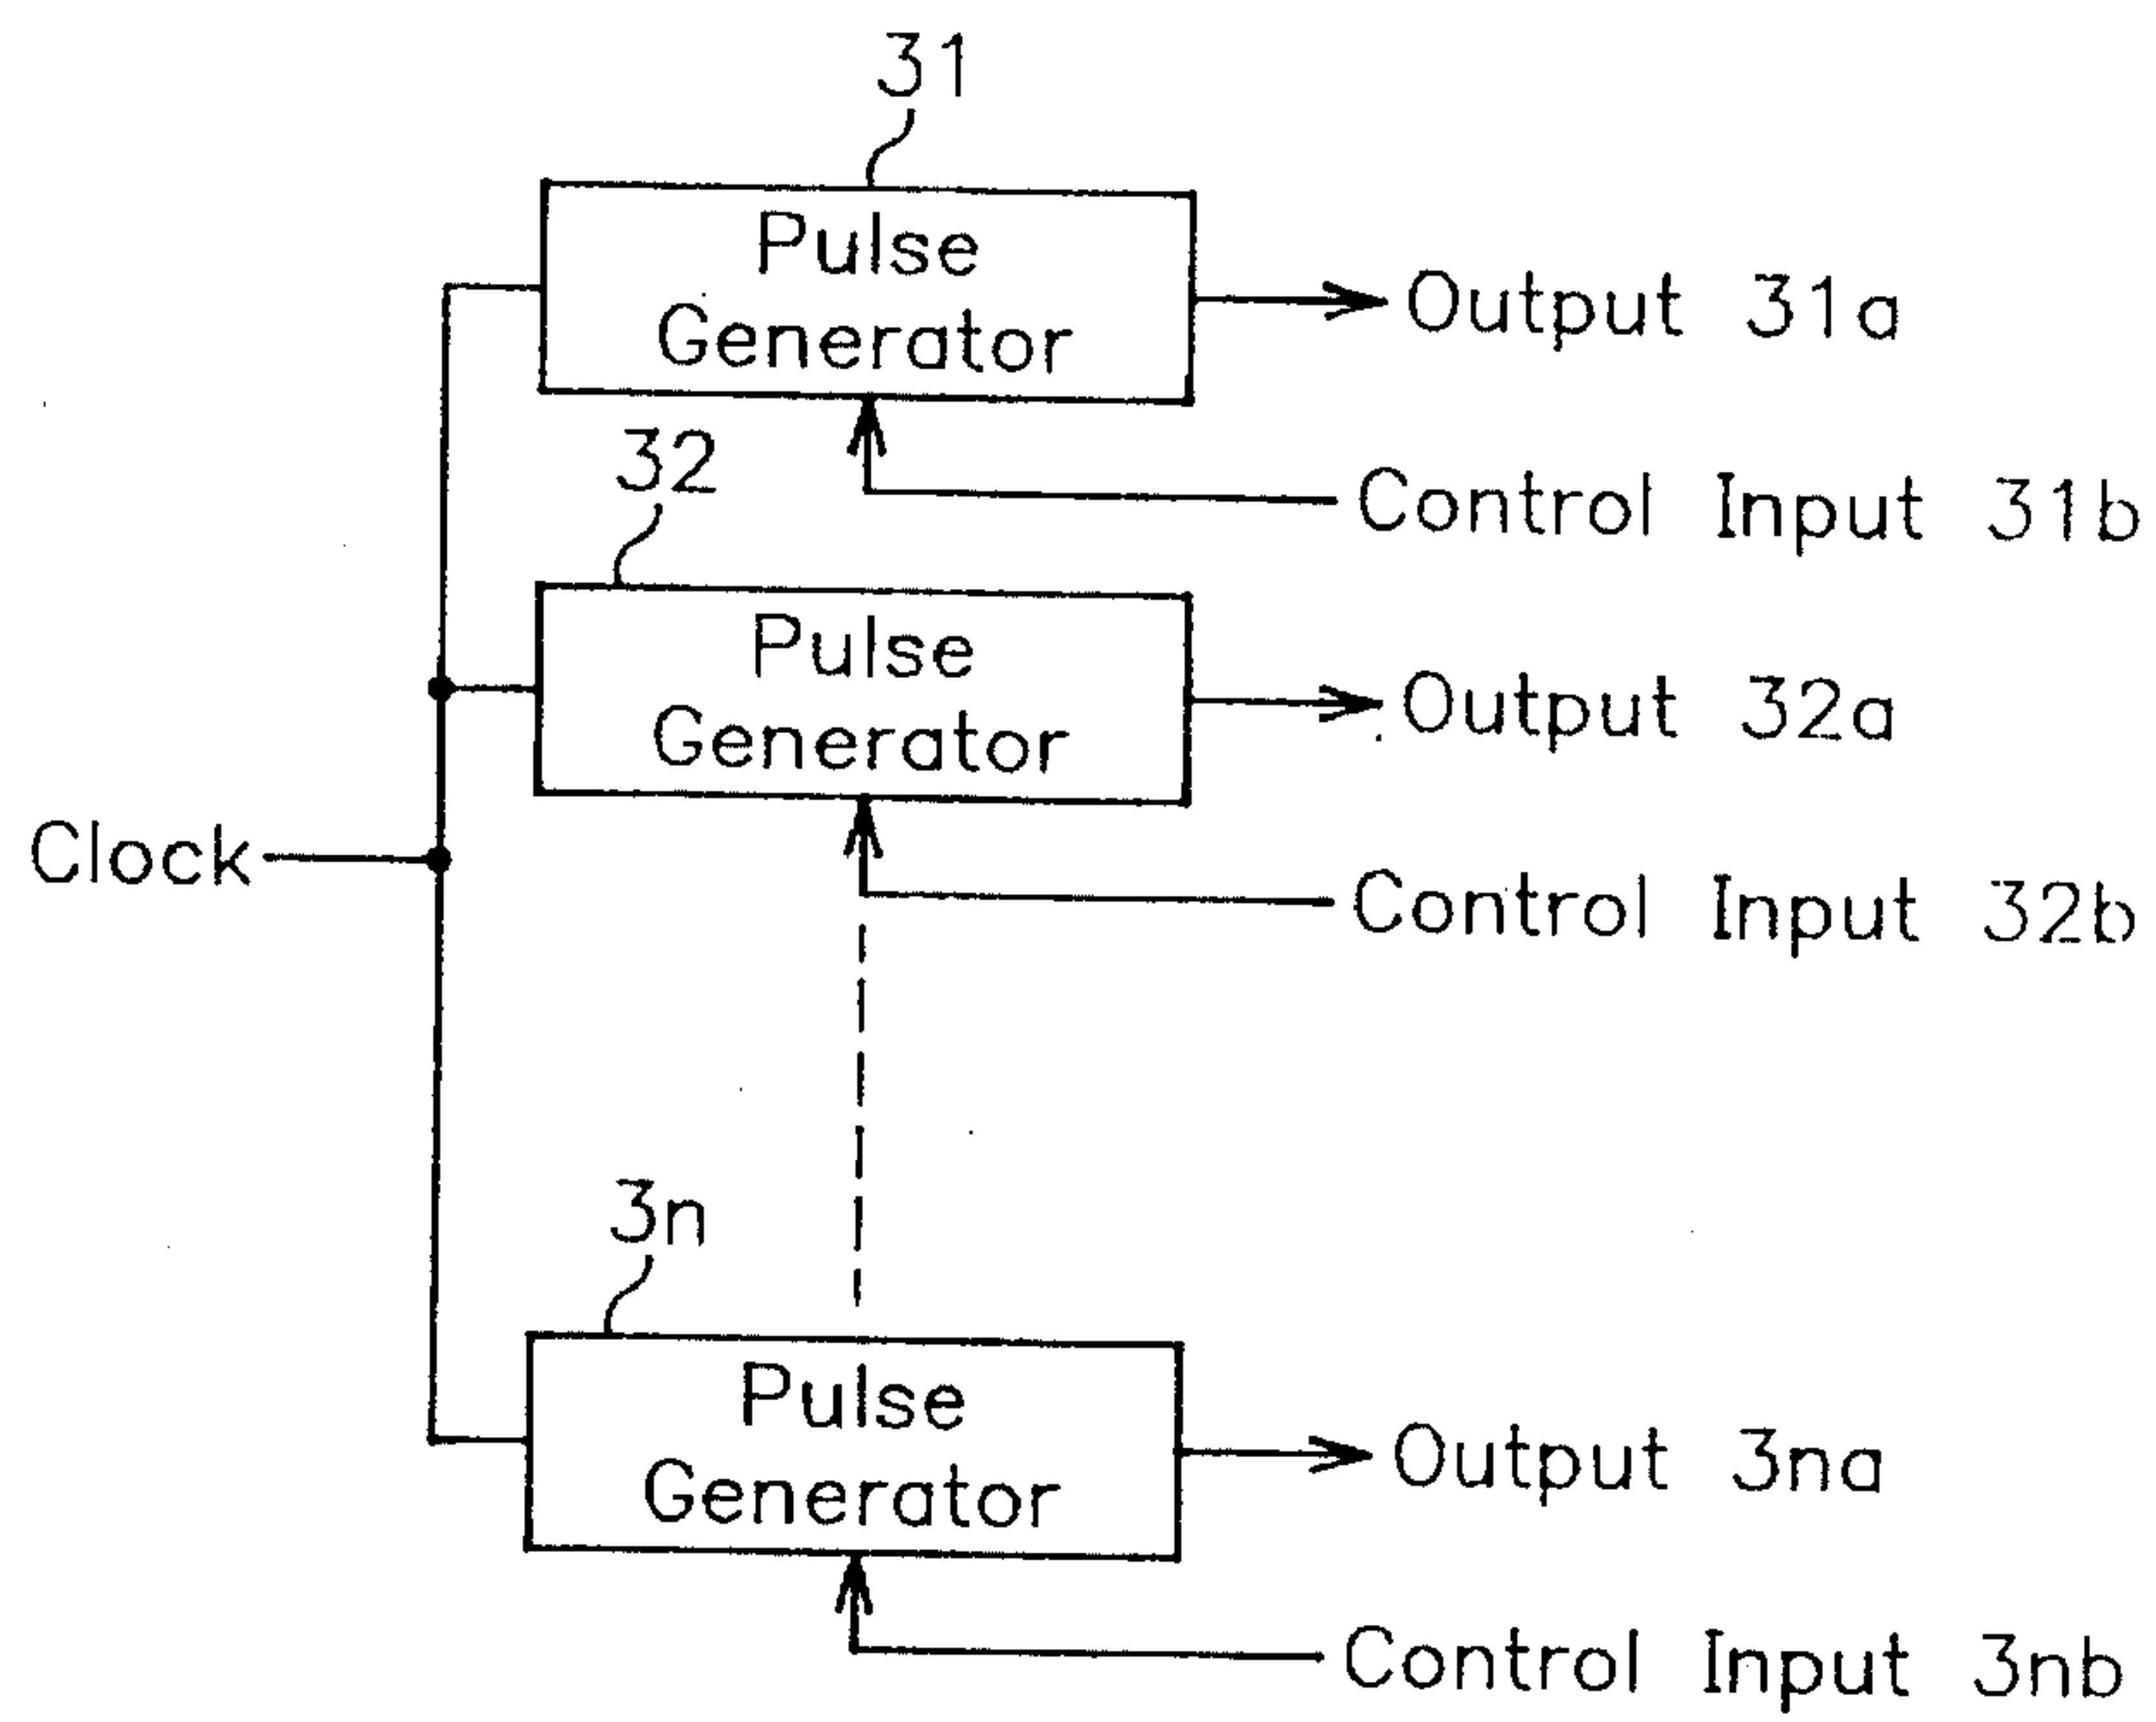 31
Pulse
Generator
Output 31a
Control Input 31b
32
Pulse
Generator
Output 32a
Clock
Control Input 32b
3n
Pulse
Generator
Output 3na
Control Input 3nb